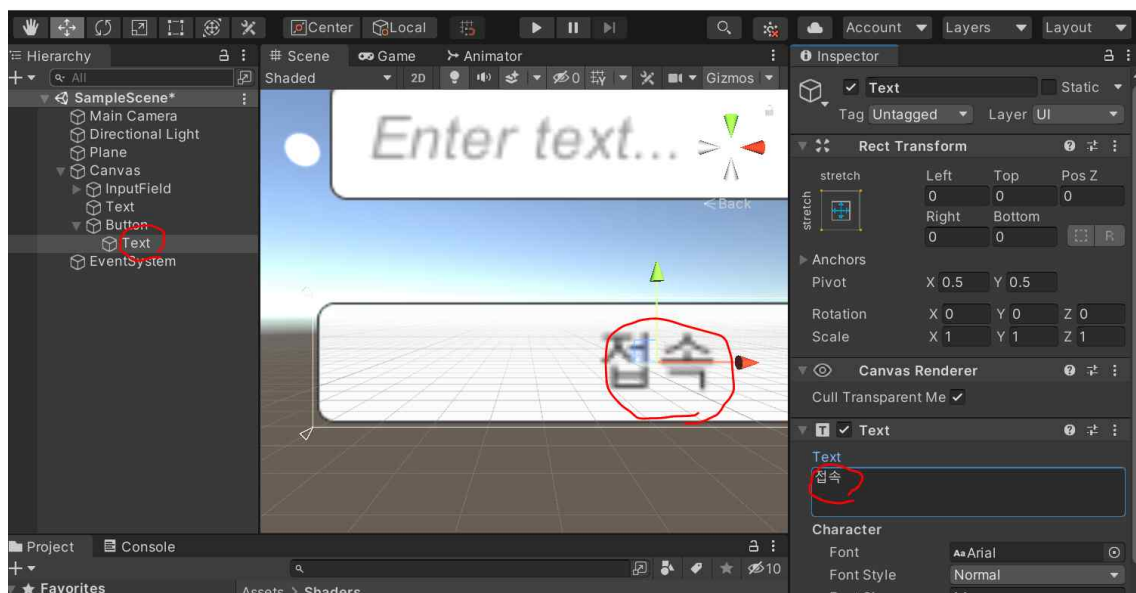 Center Local Account Layers Layout
Hierarchy
All
SampleScene*
Main Camera
Directional Light
Plane
Canvas
InputField
Text
Button
Text
EventSystem
Scene Game Animator
Shaded 2D 0 Gizmos
Enter text...
Back
접속
Inspector
Text Static
Tag Untagged Layer UI
Rect Transform
stretch Left Top Pos Z
stretch
0 0 0
Right Bottom
0 0 R
Anchors
Pivot X 0.5 Y 0.5
Rotation X 0 Y 0 Z 0
Scale X 1 Y 1 Z 1
Canvas Renderer
Cull Transparent Me
T Text
Text
접속
Character
Font Aa Arial
Font Style Normal
Project Console
10
Favorites
Assets > Shaders